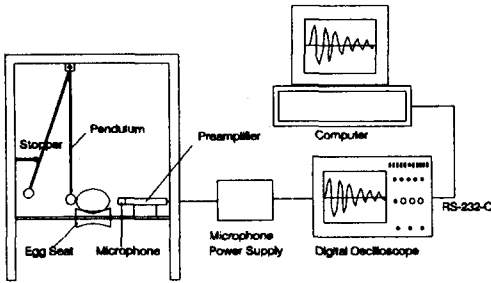 Stopper
Pendulum
Preamplifier
Computer
RS-232-C
Egg Seat
Microphone
Microphone
Power Supply
Digital Oscilloscope